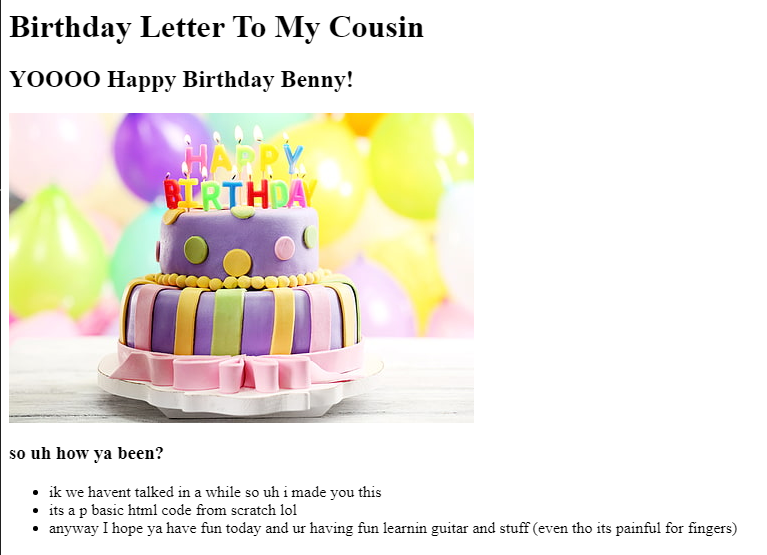 Birthday Letter To My Cousin
YOOOO Happy Birthday Benny!
HAPPY
BIRTHDAY
so uh how ya been?
ik we havent talked in a while so uh i made you this
its a p basic html code from scratch lol
anyway I hope ya have fun today and ur having fun learnin guitar and stuff (even tho its painful for fingers)